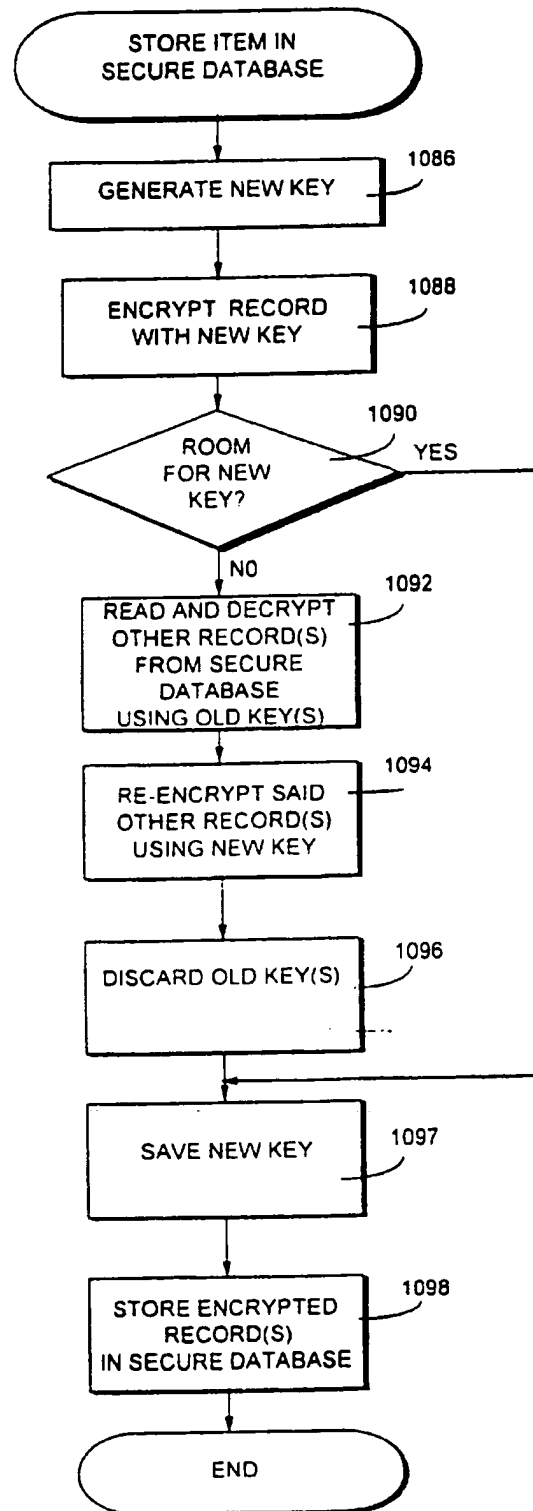 STORE ITEM IN
SECURE DATABASE
1086
GENERATE NEW KEY
1088
ENCRYPT RECORD
WITH NEW KEY
1090
ROOM
FOR NEW
KEY?
YES
NO
1092
READ AND DECRYPT
OTHER RECORD(S)
FROM SECURE
DATABASE
USING OLD KEY(S)
1094
RE-ENCRYPT SAID
OTHER RECORD(S)
USING NEW KEY
1096
DISCARD OLD KEY(S)
SAVE NEW KEY
1097
1098
STORE ENCRYPTED
RECORD(S)
IN SECURE DATABASE
END